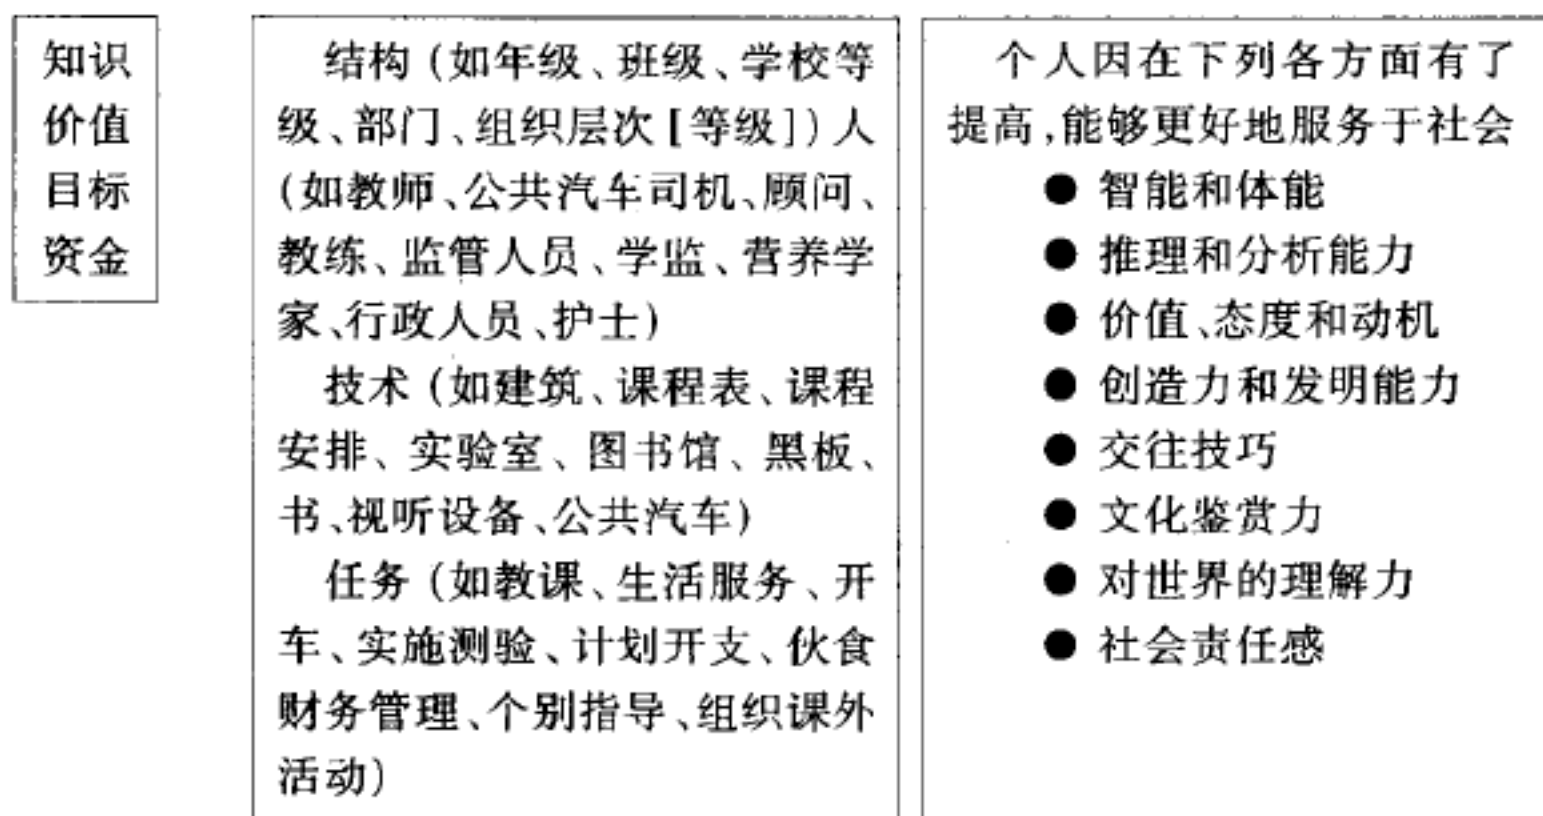 知识
价值
目标
资金
结构(如年级、班级、学校等
级、部门、组织层次[等级])人
(如教师、公共汽车司机、顾问、
教练、监管人员、学监、营养学
家、行政人员、护士)
技术(如建筑、课程表、课程
安排、实验室、图书馆、黑板、
书、视听设备、公共汽车)
任务(如教课、生活服务、开
车、实施测验、计划开支、伙食
财务管理、个别指导、组织课外
活动)
个人因在下列各方面有了
提高,能够更好地服务于社会
● 智能和体能
● 推理和分析能力
● 价值、态度和动机
● 创造力和发明能力
● 交往技巧
● 文化鉴赏力
● 对世界的理解力
● 社会责任感